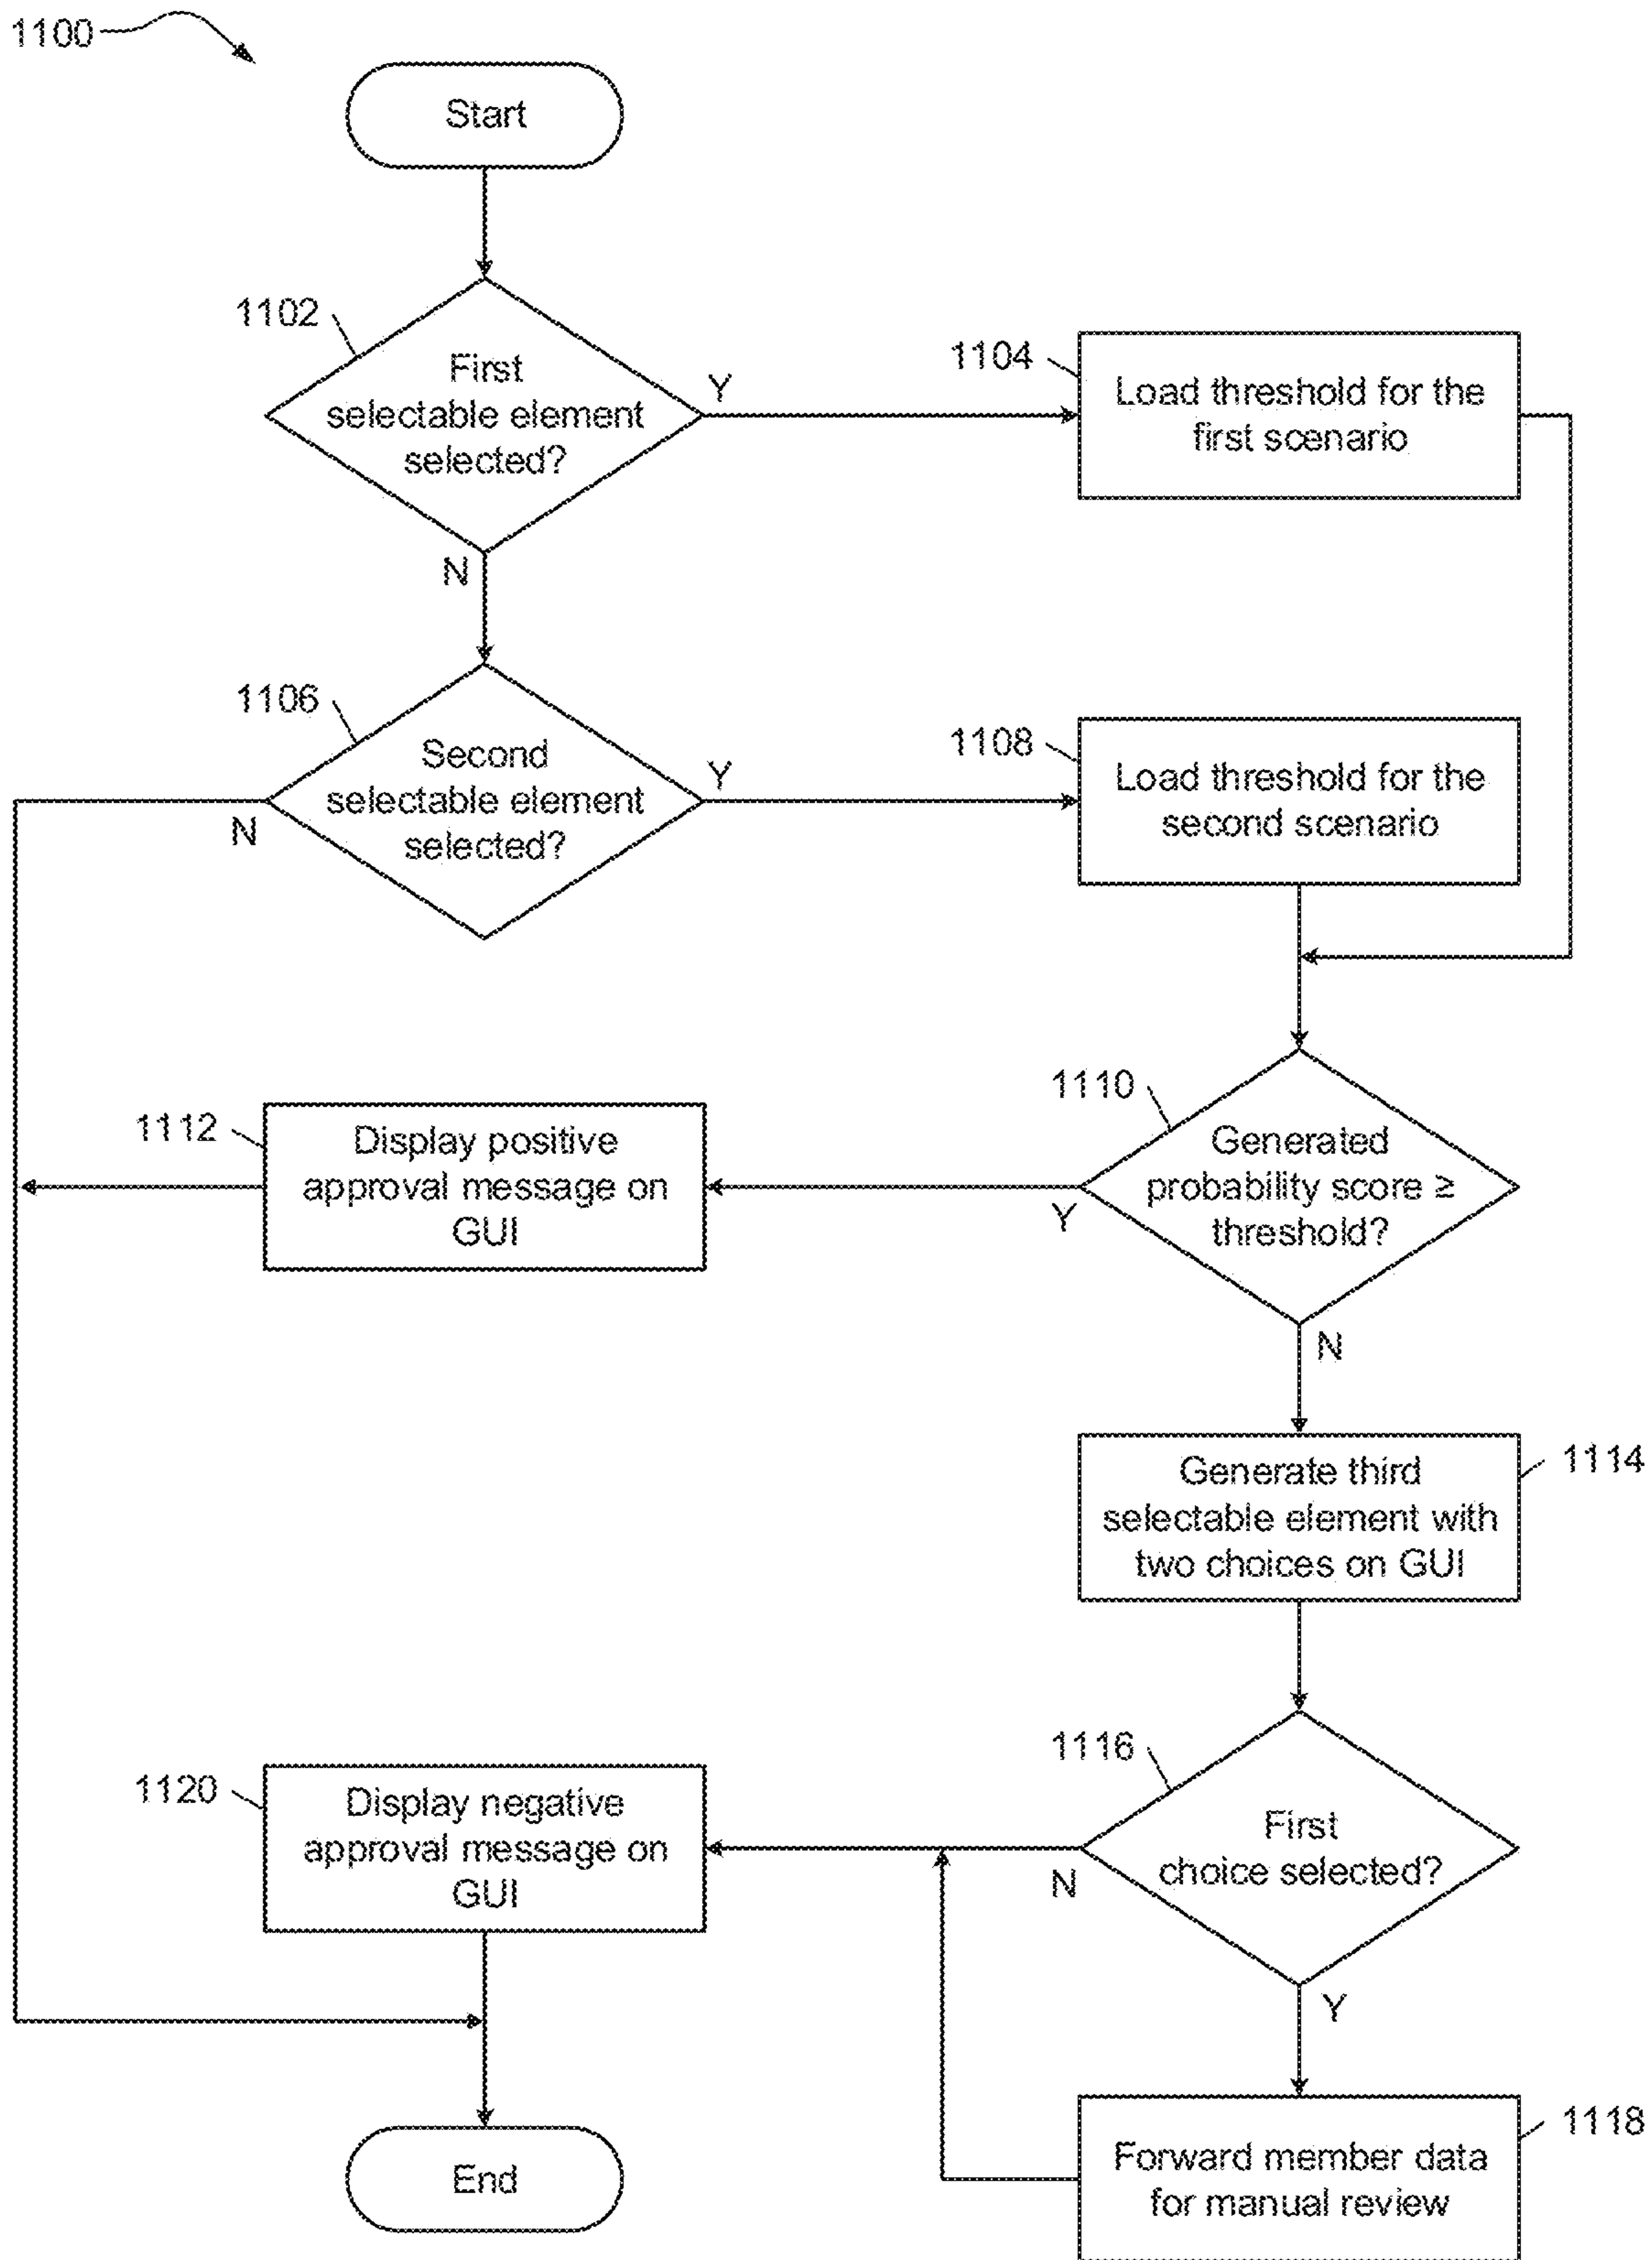 1100
Start
1102
First
selectable element
selected?
Y
N
1104
Load threshold for the
first scenario
1106
Second
selectable element
selected?
Y
N
1108
Load threshold for the
second scenario
1110
Generated
probability score ≥
threshold?
Y
N
1112
Display positive
approval message on
GUI
1114
Generate third
selectable element with
two choices on GUI
1116
First
choice selected?
N
Y
1120
Display negative
approval message on
GUI
1118
Forward member data
for manual review
End